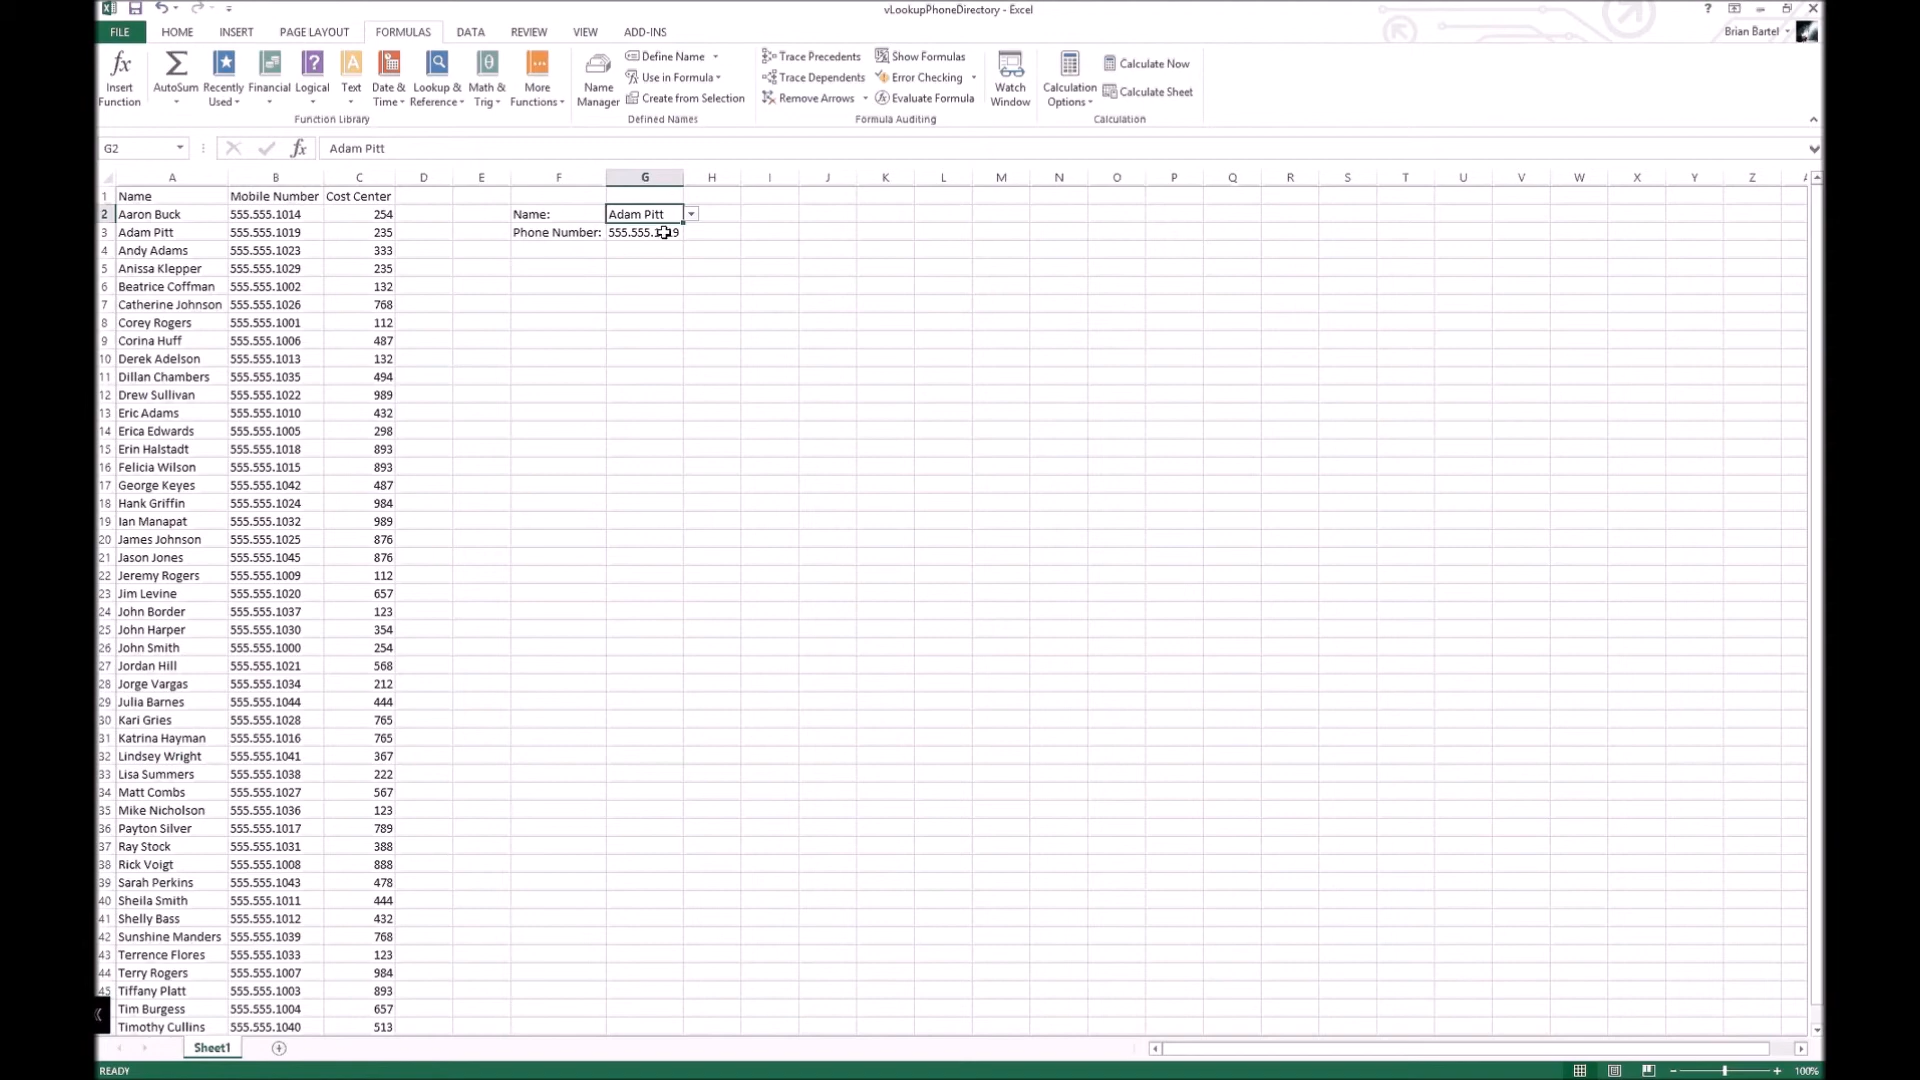 vLookupPhoneDirectory - Excel
FILE HOME INSERT PAGE LAYOUT FORMULAS DATA REVIEW VIEW ADD-INS Brian Bartel
Insert Function AutoSum Recently Used Financial Logical Text Date & Time Lookup & Reference Math & Trig More Functions Name Manager Define Name Use in Formula Create from Selection Trace Precedents Trace Dependents Remove Arrows Show Formulas Error Checking Evaluate Formula Watch Window Calculation Options Calculate Now Calculate Sheet
Function Library Defined Names Formula Auditing Calculation
G2 fx Adam Pitt
A B C D E F G H I J K L M N O P Q R S T U V W X Y Z
1 Name Mobile Number Cost Center
2 Aaron Buck 555.555.1014 254 Name: Adam Pitt
3 Adam Pitt 555.555.1019 235 Phone Number:
4 Andy Adams 555.555.1023 333
5 Anissa Klepper 555.555.1029 235
6 Beatrice Coffman 555.555.1002 132
7 Catherine Johnson 555.555.1026 768
8 Corey Rogers 555.555.1001 112
9 Corina Huff 555.555.1006 487
10 Derek Adelson 555.555.1013 132
11 Dillan Chambers 555.555.1035 494
12 Drew Sullivan 555.555.1022 989
13 Eric Adams 555.555.1010 432
14 Erica Edwards 555.555.1005 298
15 Erin Halstadt 555.555.1018 893
16 Felicia Wilson 555.555.1015 893
17 George Keyes 555.555.1042 487
18 Hank Griffin 555.555.1024 984
19 Ian Manapat 555.555.1032 989
20 James Johnson 555.555.1025 876
21 Jason Jones 555.555.1045 876
22 Jeremy Rogers 555.555.1009 112
23 Jim Levine 555.555.1020 657
24 John Border 555.555.1037 123
25 John Harper 555.555.1030 354
26 John Smith 555.555.1000 254
27 Jordan Hill 555.555.1021 568
28 Jorge Vargas 555.555.1034 212
29 Julia Barnes 555.555.1044 444
30 Kari Gries 555.555.1028 765
31 Katrina Hayman 555.555.1016 765
32 Lindsey Wright 555.555.1041 367
33 Lisa Summers 555.555.1038 222
34 Matt Combs 555.555.1027 567
35 Mike Nicholson 555.555.1036 123
36 Payton Silver 555.555.1017 789
37 Ray Stock 555.555.1031 388
38 Rick Voigt 555.555.1008 888
39 Sarah Perkins 555.555.1043 478
40 Sheila Smith 555.555.1011 444
41 Shelly Bass 555.555.1012 432
42 Sunshine Manders 555.555.1039 768
43 Terrence Flores 555.555.1033 123
44 Terry Rogers 555.555.1007 984
45 Tiffany Platt 555.555.1003 893
Tim Burgess 555.555.1004 657
Timothy Cullins 555.555.1040 513
Sheet1
READY 100%